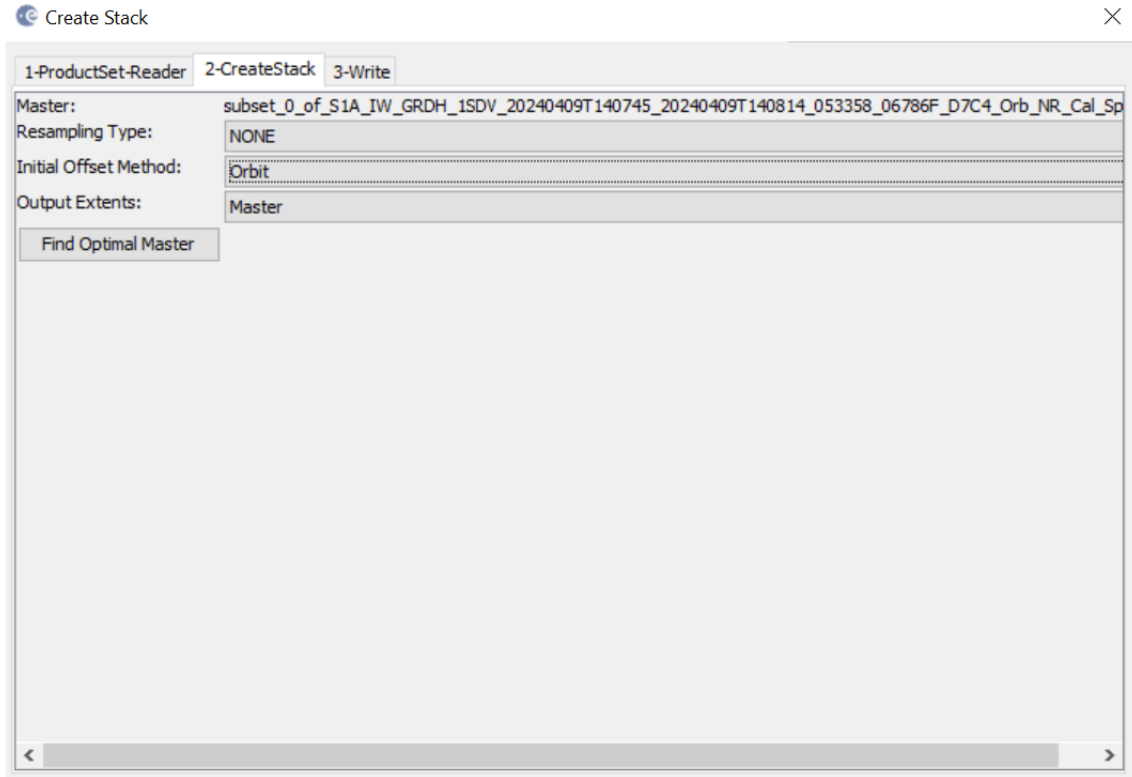 Create Stack
1-ProductSet-Reader 2-CreateStack 3-Write
Master: subset_0_of_S1A_IW_GRDH_1SDV_20240409T140745_20240409T140814_053358_06786F_D7C4_Orb_NR_Cal_Sp
Resampling Type: NONE
Initial Offset Method: Orbit
Output Extents: Master
Find Optimal Master